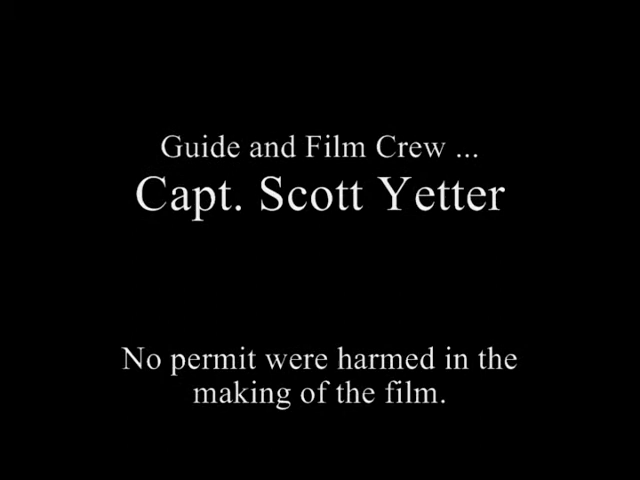 Guide and Film Crew ...
Capt. Scott Yetter
No permit were harmed in the
making of the film.